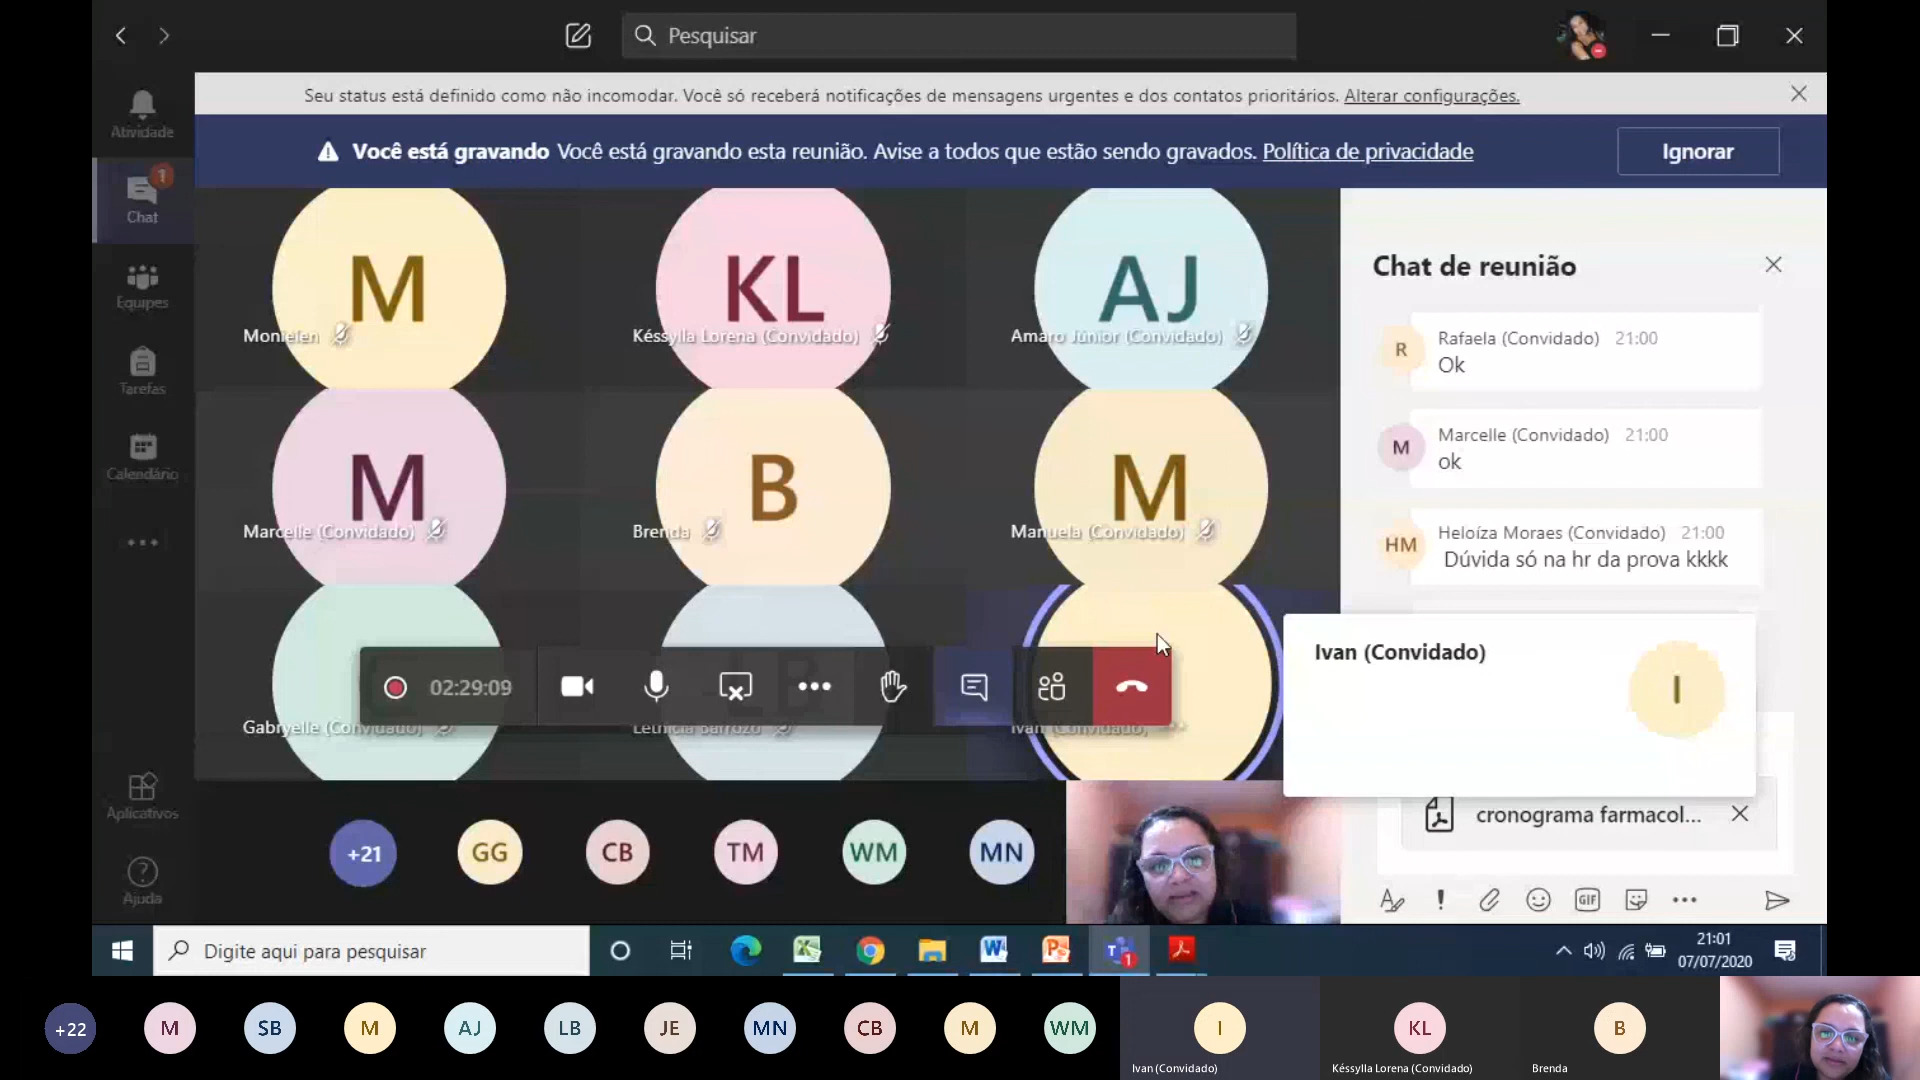 Pesquisar
Seu status está definido como não incomodar. Você só receberá notificações de mensagens urgentes e dos contatos prioritários. Alterar configurações.
Você está gravando Você está gravando esta reunião. Avise a todos que estão sendo gravados. Política de privacidade
Ignorar
Atividade
1
Chat
Equipes
Tarefas
Calendário
Aplicativos
Ajuda
M
Monielen
KL
Késsylla Lorena (Convidado)
AJ
Amaro Júnior (Convidado)
M
Marcelle (Convidado)
B
Brenda
M
Manuela (Convidado)
Gabryelle (Convidado)
Lethicia Barrozo
Ivan (Convidado)
02:29:09
+21
GG
CB
TM
WM
MN
Chat de reunião
R
Rafaela (Convidado) 21:00
Ok
M
Marcelle (Convidado) 21:00
ok
HM
Heloíza Moraes (Convidado) 21:00
Dúvida só na hr da prova kkkk
Ivan (Convidado)
I
cronograma farmacol...
GIF
Digite aqui para pesquisar
21:01
07/07/2020
+22
M
SB
M
AJ
LB
JE
MN
CB
M
WM
I
Ivan (Convidado)
KL
Késsylla Lorena (Convidado)
B
Brenda